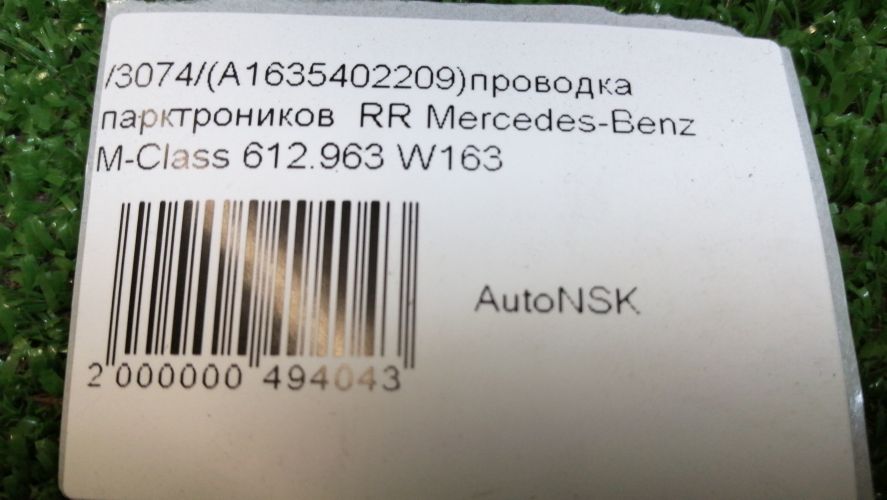 /3074/(A1635402209)проводка
парктроников RR Mercedes-Benz
M-Class 612.963 W163
AutoNSK
2 000000 494043